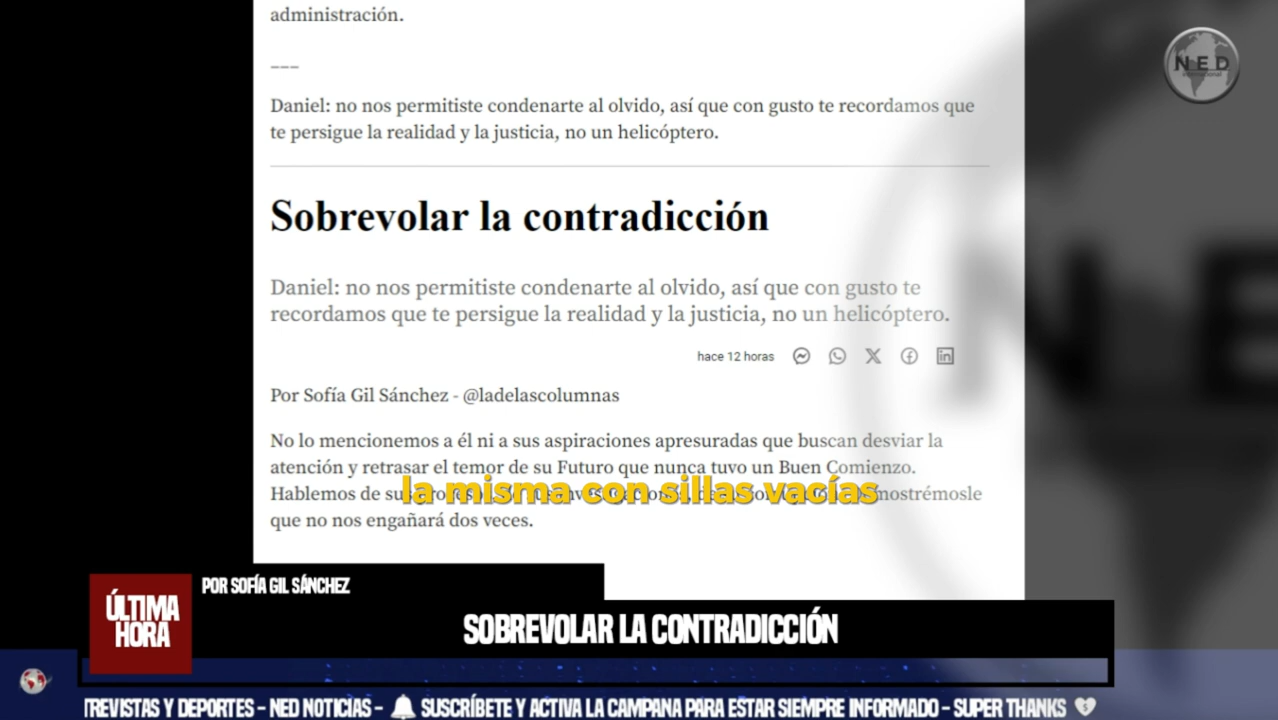 administración.
---
Daniel: no nos permitiste condenarte al olvido, así que con gusto te recordamos que
te persigue la realidad y la justicia, no un helicóptero.
Sobrevolar la contradicción
Daniel: no nos permitiste condenarte al olvido, así que con gusto te
recordamos que te persigue la realidad y la justicia, no un helicóptero.
hace 12 horas
Por Sofía Gil Sánchez - @ladelascolumnas
No lo mencionemos a él ni a sus aspiraciones apresuradas que buscan desviar la
atención y retrasar el temor de su Futuro que nunca tuvo un Buen Comienzo.
Hablemos de su
que no nos engañará dos veces.
la misma con sillas vacías
NED
ÚLTIMA
HORA
POR SOFÍA GIL SÁNCHEZ
SOBREVOLAR LA CONTRADICCIÓN
TREVISTAS Y DEPORTES - NED NOTICIAS - SUSCRÍBETE Y ACTIVA LA CAMPANA PARA ESTAR SIEMPRE INFORMADO - SUPER THANKS